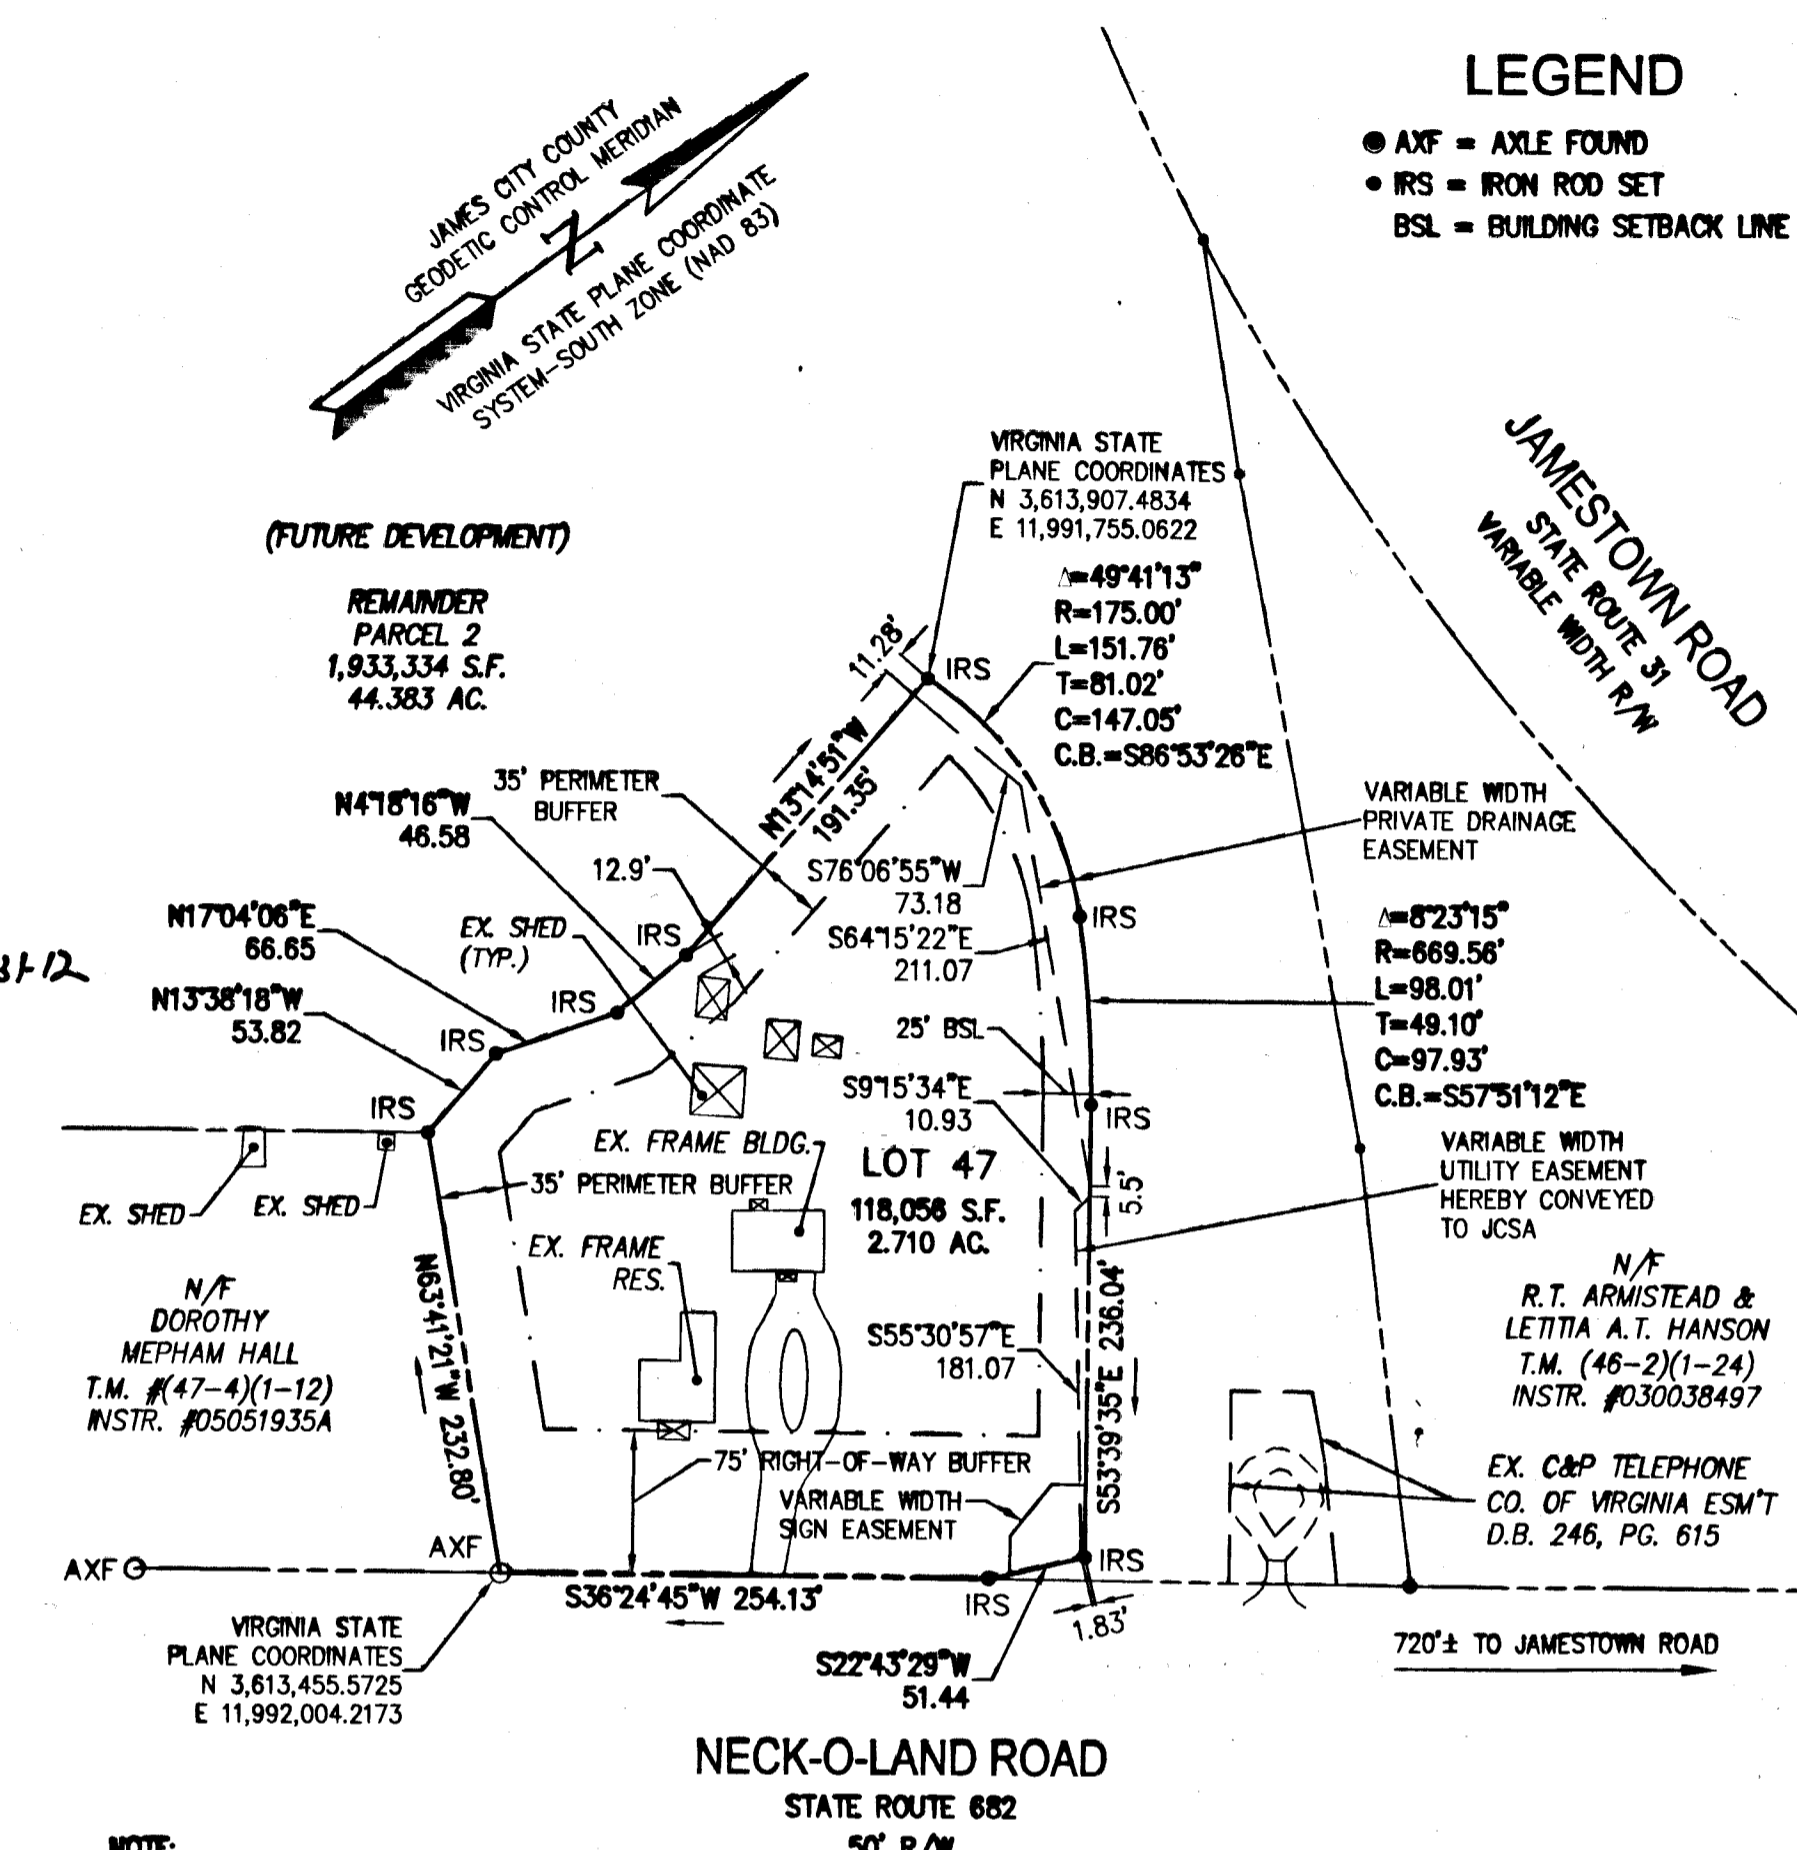 LEGEND
AXF = AXLE FOUND
IRS = IRON ROD SET
BSL = BUILDING SETBACK LINE
JAMES CITY COUNTY
GEODETIC CONTROL MERIDIAN
N
VIRGINIA STATE PLANE COORDINATE
SYSTEM-SOUTH ZONE (NAD 83)
JAMESTOWN ROAD
STATE ROUTE 31
VARIABLE WIDTH R/W
VIRGINIA STATE
PLANE COORDINATES
N 3,613,907.4834
E 11,991,755.0622
(FUTURE DEVELOPMENT)
REMAINDER
PARCEL 2
1,933,334 S.F.
44.383 AC.
Δ=49°41'13"
R=175.00'
L=151.76'
T=81.02'
C=147.05'
C.B.=S86°53'26"E
11.28'
IRS
N13°14'51"W
191.35'
35' PERIMETER
BUFFER
N4°18'16"W
46.58
12.9'
VARIABLE WIDTH
PRIVATE DRAINAGE
EASEMENT
S76°06'55"W
73.18
N17°04'06"E
66.65
EX. SHED
(TYP.)
IRS
S64°15'22"E
211.07
IRS
Δ=8°23'15"
R=669.56'
L=98.01'
T=49.10'
C=97.93'
C.B.=S57°51'12"E
N13°38'18"W
53.82
IRS
IRS
25' BSL
S9°15'34"E
10.93
IRS
IRS
EX. FRAME BLDG.
LOT 47
118,056 S.F.
2.710 AC.
5.5'
VARIABLE WIDTH
UTILITY EASEMENT
HEREBY CONVEYED
TO JCSA
35' PERIMETER BUFFER
EX. SHED
EX. SHED
EX. FRAME
RES.
N63°41'21"W 232.80'
N/F
DOROTHY
MEPHAM HALL
T.M. #(47-4)(1-12)
INSTR. #05051935A
S55°30'57"E
181.07
S53°39'35"E 236.04'
N/F
R.T. ARMISTEAD &
LETITIA A.T. HANSON
T.M. (46-2)(1-24)
INSTR. #030038497
75' RIGHT-OF-WAY BUFFER
VARIABLE WIDTH
SIGN EASEMENT
EX. C&P TELEPHONE
CO. OF VIRGINIA ESM'T
D.B. 246, PG. 615
AXF
AXF
IRS
S36°24'45"W 254.13'
IRS
1.83'
VIRGINIA STATE
PLANE COORDINATES
N 3,613,455.5725
E 11,992,004.2173
S22°43'29"W
51.44
720'± TO JAMESTOWN ROAD
NECK-O-LAND ROAD
STATE ROUTE 682
50' R/W
NOTE: